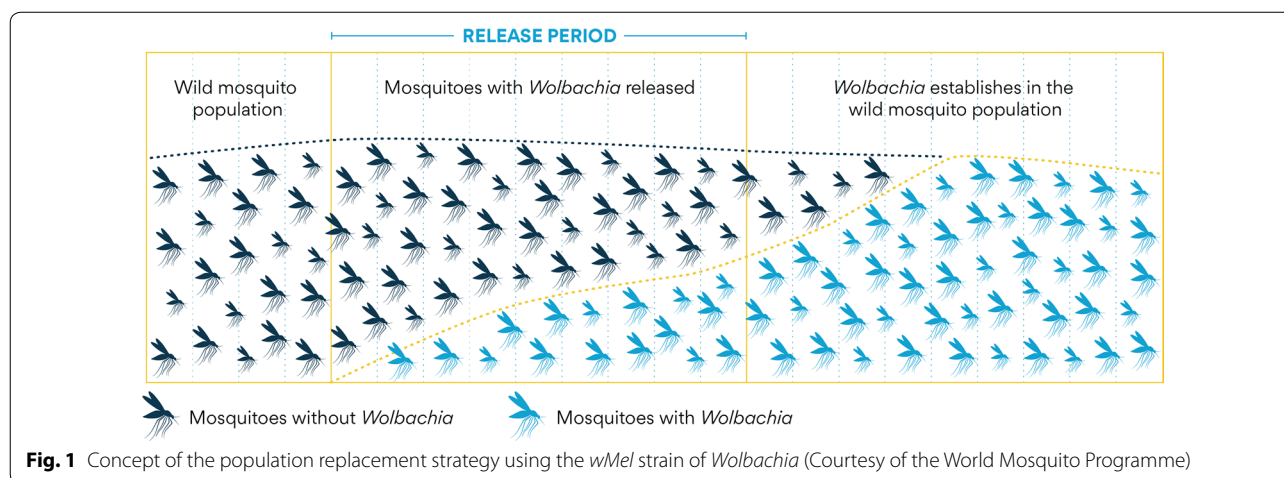 RELEASE PERIOD
Wild mosquito
population
Mosquitoes with Wolbachia released
Wolbachia establishes in the
wild mosquito population
Mosquitoes without Wolbachia
Mosquitoes with Wolbachia
Fig. 1 Concept of the population replacement strategy using the wMel strain of Wolbachia (Courtesy of the World Mosquito Programme)